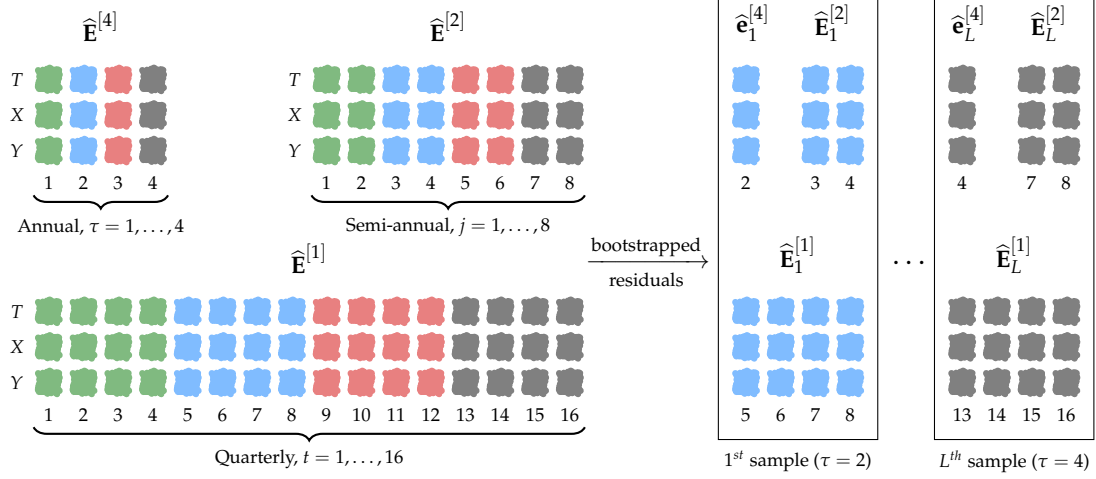 Ê^[4]
T
X
Y
1 2 3 4
Annual, τ = 1, . . . , 4
Ê^[2]
T
X
Y
1 2 3 4 5 6 7 8
Semi-annual, j = 1, . . . , 8
Ê^[1]
T
X
Y
1 2 3 4 5 6 7 8 9 10 11 12 13 14 15 16
Quarterly, t = 1, . . . , 16
bootstrapped
residuals
ê_1^[4] Ê_1^[2]
2 3 4
Ê_1^[1]
5 6 7 8
1^st sample (τ = 2)
. . .
ê_L^[4] Ê_L^[2]
4 7 8
Ê_L^[1]
13 14 15 16
L^th sample (τ = 4)